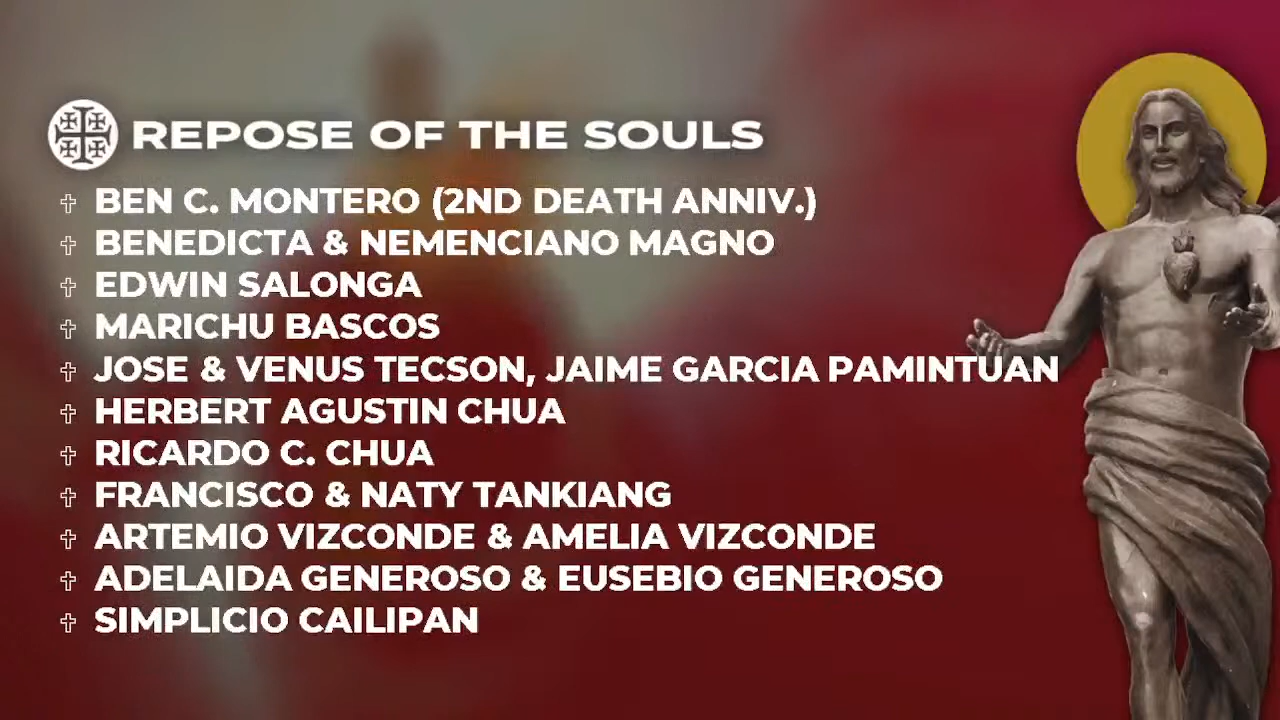 REPOSE OF THE SOULS
BEN C. MONTERO (2ND DEATH ANNIV.)
BENEDICTA & NEMENCIANO MAGNO
EDWIN SALONGA
MARICHU BASCOS
JOSE & VENUS TECSON, JAIME GARCIA PAMINTUAN
HERBERT AGUSTIN CHUA
RICARDO C. CHUA
FRANCISCO & NATY TANKIANG
ARTEMIO VIZCONDE & AMELIA VIZCONDE
ADELAIDA GENEROSO & EUSEBIO GENEROSO
SIMPLICIO CAILIPAN